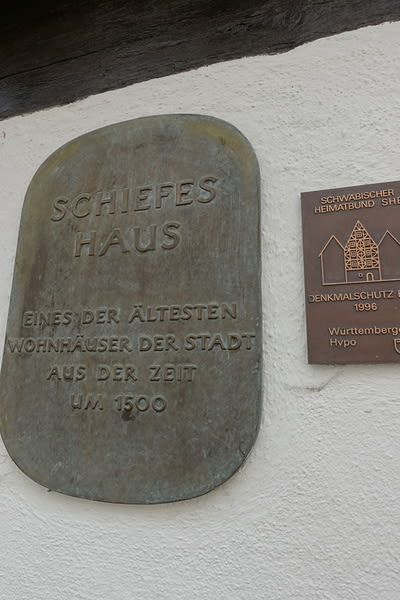 SCHIEFES
HAUS
EINES DER ÄLTESTEN
WOHNHÄUSER DER STADT
AUS DER ZEIT
UM 1500
SCHWÄBISCHER
HEIMATBUND SHB
DENKMALSCHUTZ
1996
Württemberger
Hypo